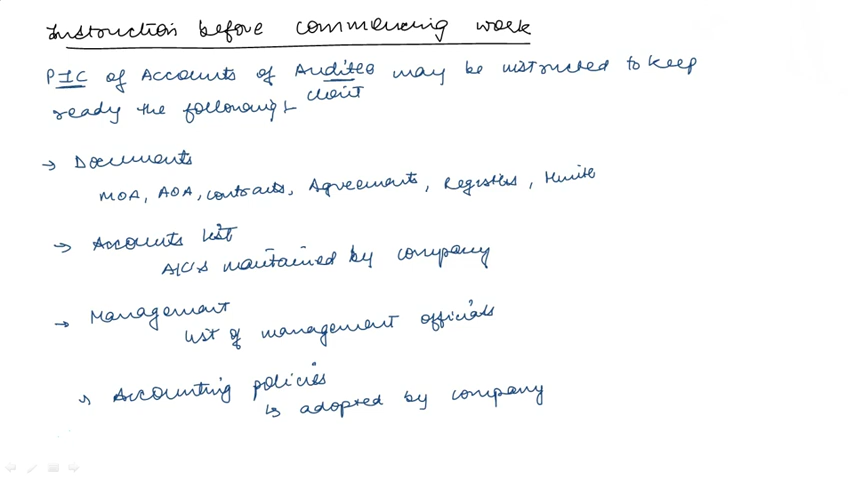 Instruction before commencing work
PIC of Accounts of Auditee may be instructed to keep
client
ready the following :-
→ Documents
MOA, AOA, contracts, Agreements, Registers, Minute
→ Accounts list
A/C's maintained by company
→ Management
list of management officials
→ Accounting policies
↳ adopted by company